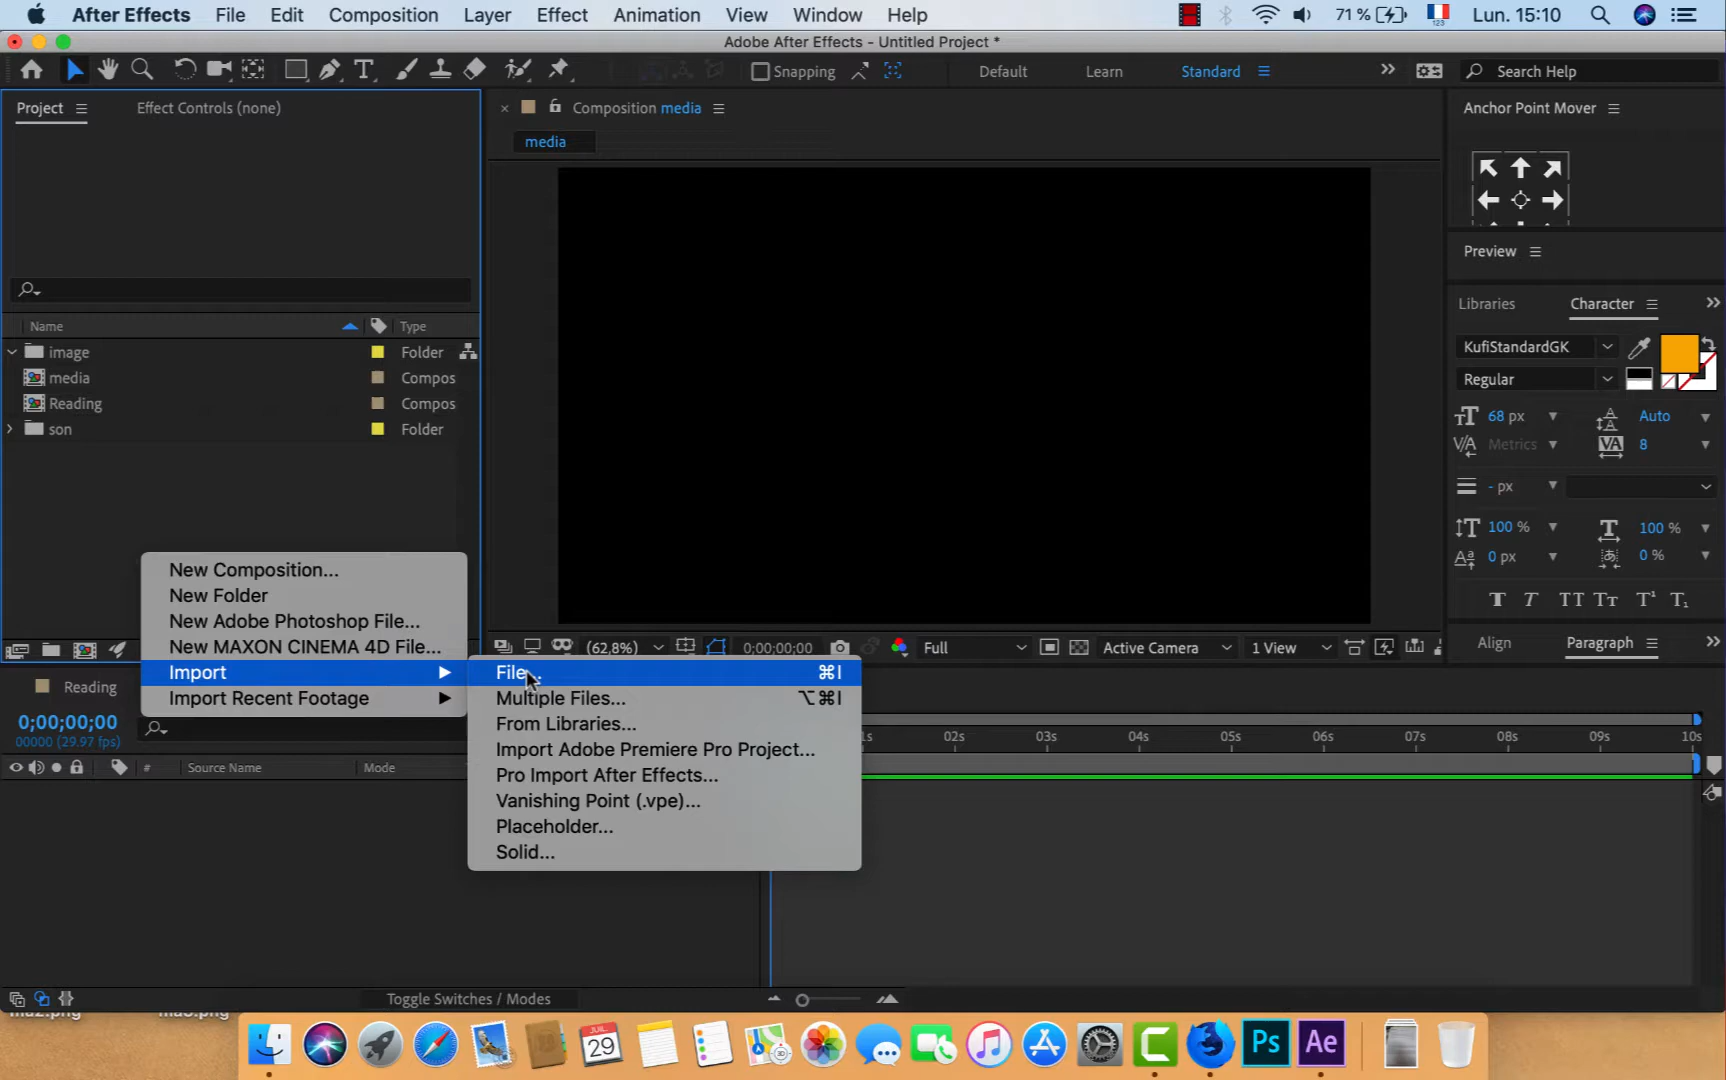 After Effects File Edit Composition Layer Effect Animation View Window Help 71 % Lun. 15:10
Adobe After Effects - Untitled Project *
Snapping Default Learn Standard Search Help
Project Effect Controls (none) Composition media Anchor Point Mover
media
Preview
Name Type
Libraries Character
image Folder
KufiStandardGK
media Compos
Regular
Reading Compos
68 px Auto
son Folder
Metrics 8
- px
100 % 100 %
0 px 0 %
New Composition...
New Folder
New Adobe Photoshop File...
New MAXON CINEMA 4D File...
Import
Import Recent Footage
(62,8%) 0;00;00;00 Full Active Camera 1 View
Align Paragraph
File...
⌘I
Multiple Files...
⌥⌘I
From Libraries...
Import Adobe Premiere Pro Project...
Pro Import After Effects...
Vanishing Point (.vpe)...
Placeholder...
Solid...
Reading
0;00;00;00
00000 (29.97 fps)
1s 02s 03s 04s 05s 06s 07s 08s 09s 10s
# Source Name Mode
Toggle Switches / Modes
ma2.png ma3.png
JUIL. 29
3D
Ps Ae